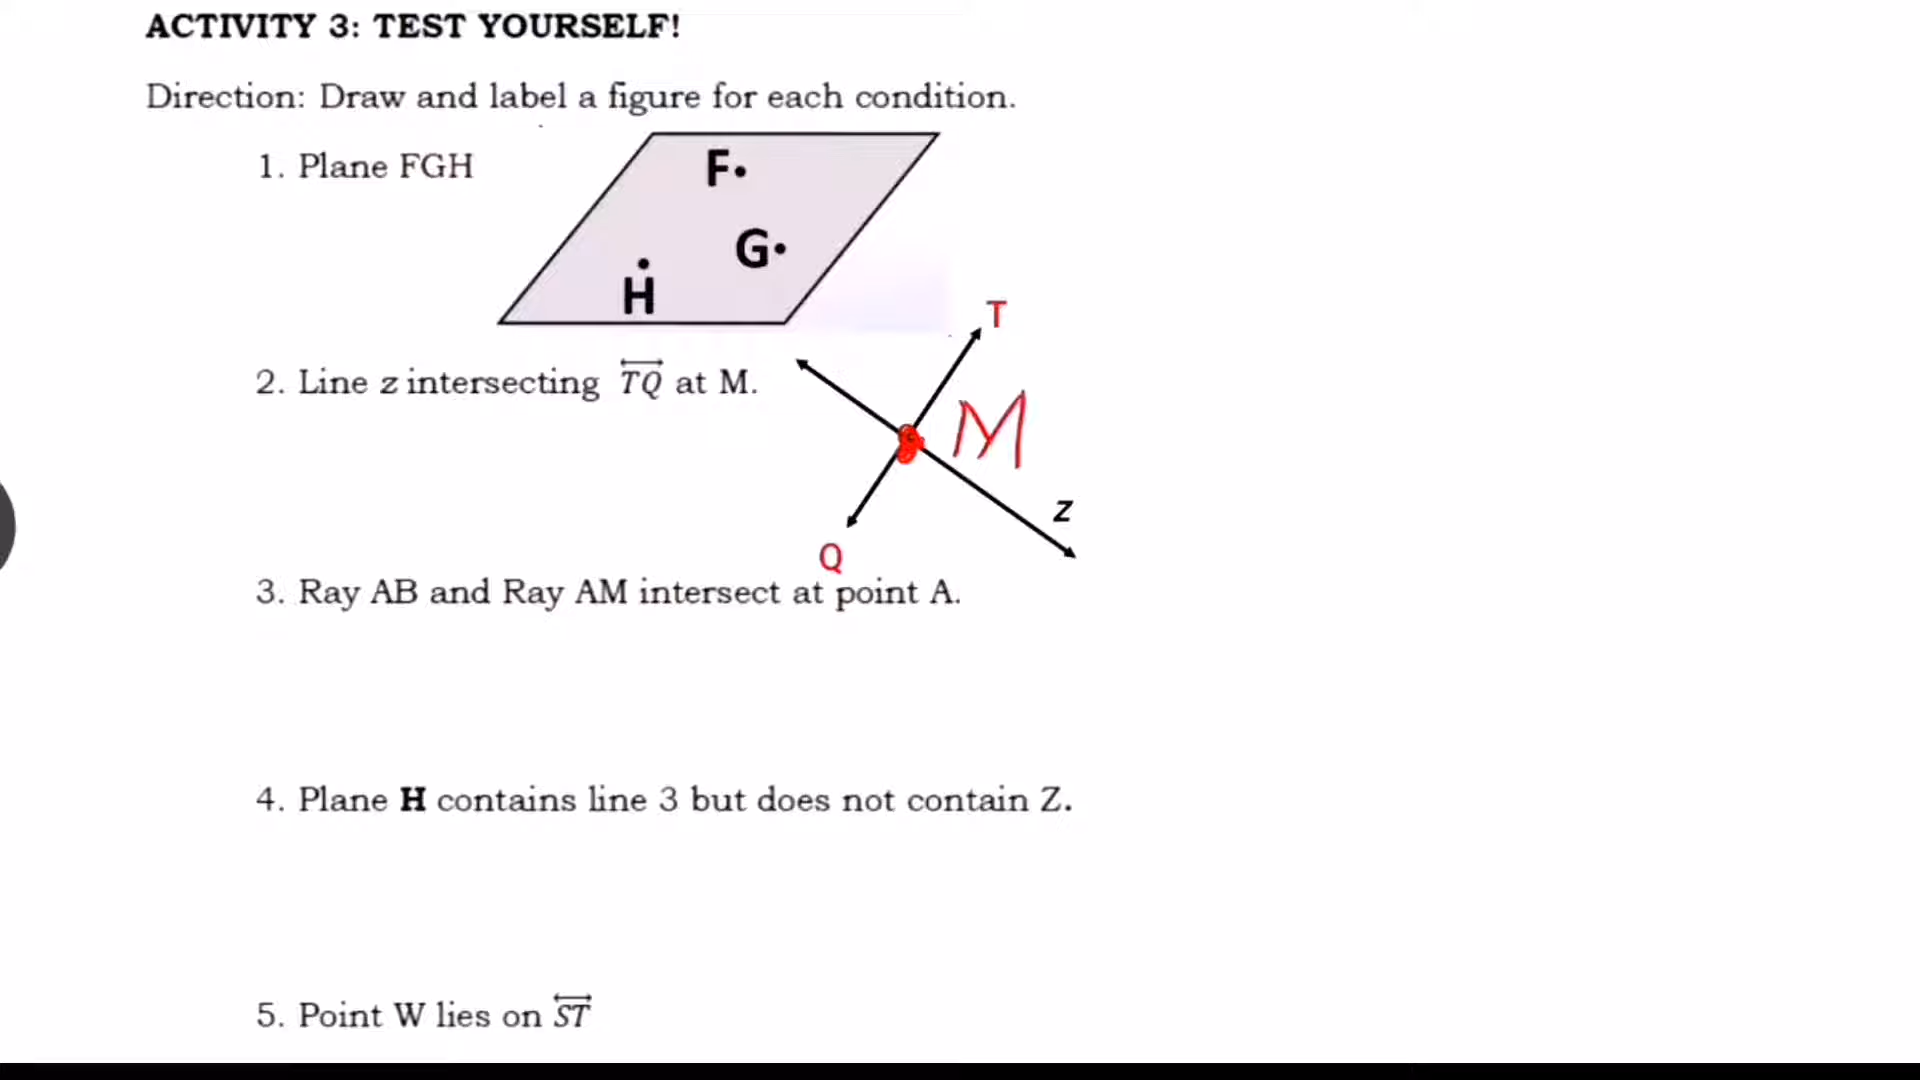 ACTIVITY 3: TEST YOURSELF!
Direction: Draw and label a figure for each condition.
1. Plane FGH
F
G
H
2. Line z intersecting TQ at M.
T
M
Z
Q
3. Ray AB and Ray AM intersect at point A.
4. Plane H contains line 3 but does not contain Z.
5. Point W lies on ST